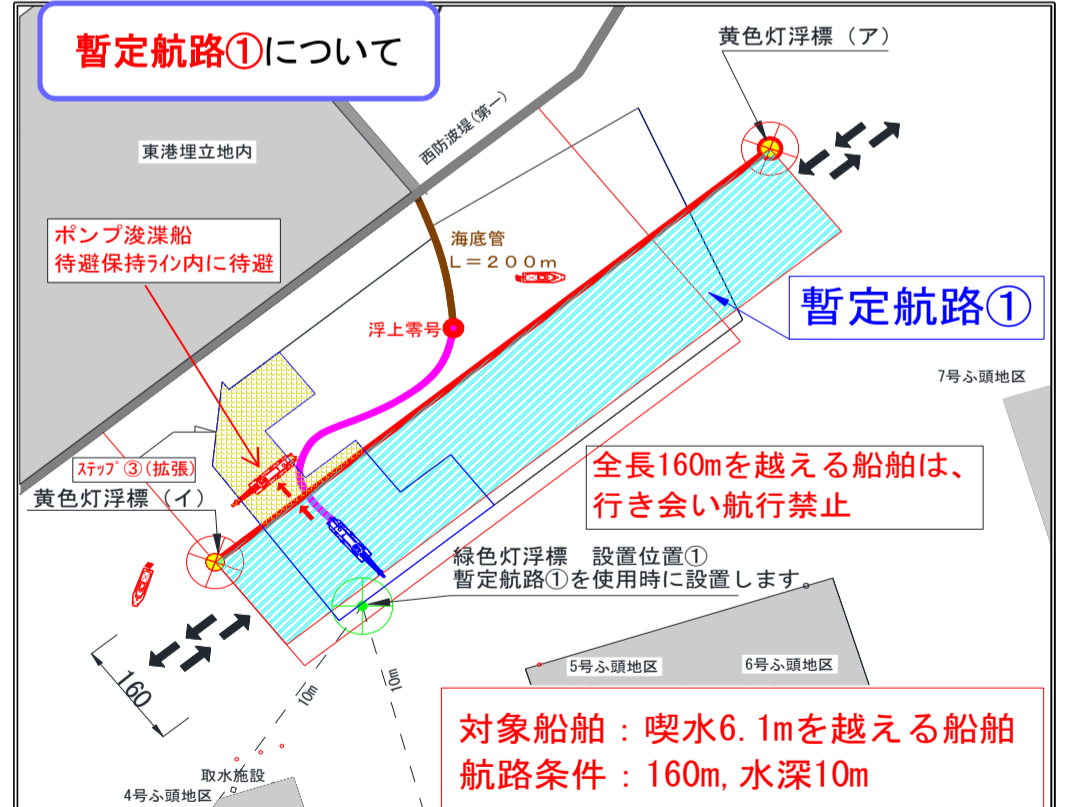 暫定航路①について
黄色灯浮標（ア）
西防波堤(第一)
東港埋立地内
ポンプ浚渫船
待避保持ﾗｲﾝ内に待避
海底管
L＝２００ｍ
暫定航路①
浮上零号
7号ふ頭地区
ｽﾃｯﾌﾟ③(拡張)
黄色灯浮標（イ）
全長160mを越える船舶は、
行き会い航行禁止
緑色灯浮標　設置位置①
暫定航路①を使用時に設置します。
160
10m
10m
5号ふ頭地区
6号ふ頭地区
対象船舶：喫水6.1mを越える船舶
航路条件：160m,水深10m
取水施設
4号ふ頭地区